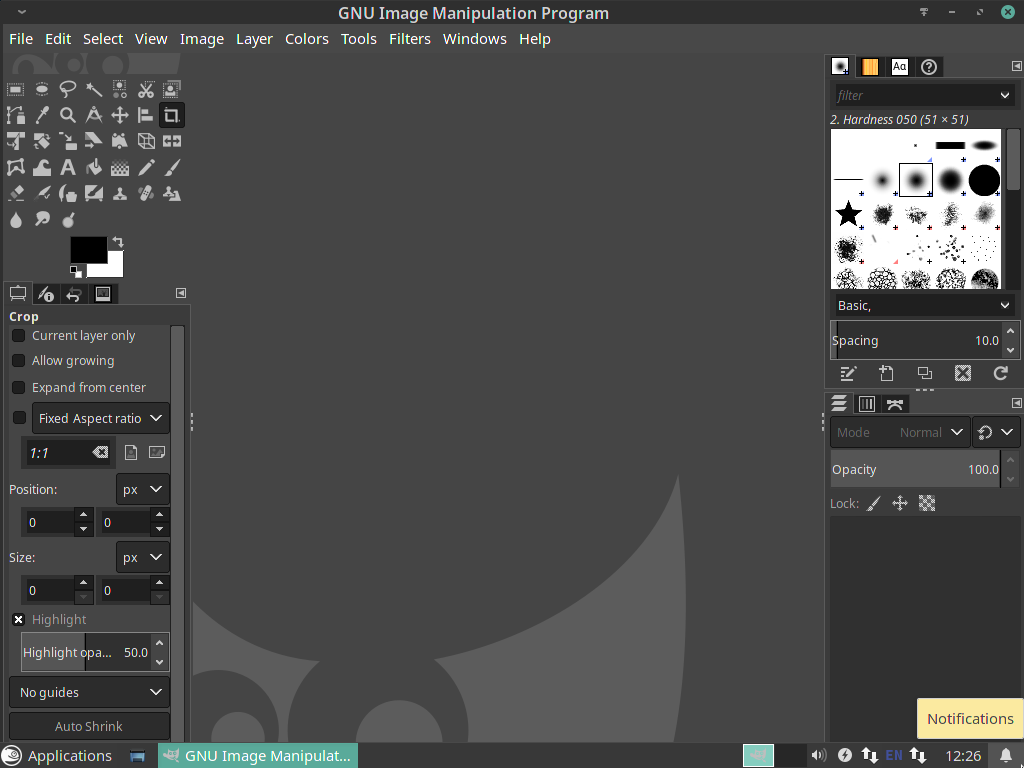 GNU Image Manipulation Program
File Edit Select View Image Layer Colors Tools Filters Windows Help
filter
2. Hardness 050 (51 × 51)
Basic,
Spacing 10.0
Crop
Current layer only
Allow growing
Expand from center
Fixed Aspect ratio
1:1
Position: px
0 0
Size: px
0 0
Highlight
Highlight opa... 50.0
No guides
Auto Shrink
Mode Normal
Opacity 100.0
Lock:
Notifications
Applications GNU Image Manipulat... EN 12:26
Aa